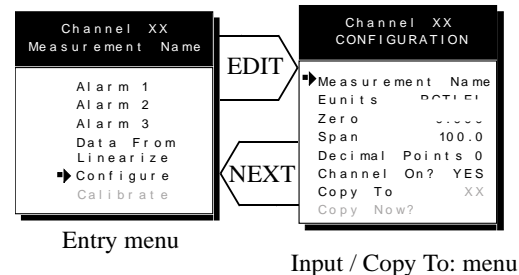 Channel XX
Measurement Name
Alarm 1
Alarm 2
Alarm 3
Data From
Linearize
Configure
Calibrate
Entry menu
EDIT
NEXT
Channel XX
CONFIGURATION
Measurement Name
Eunits
Zero
Span 100.0
Decimal Points 0
Channel On? YES
Copy To XX
Copy Now?
Input / Copy To: menu